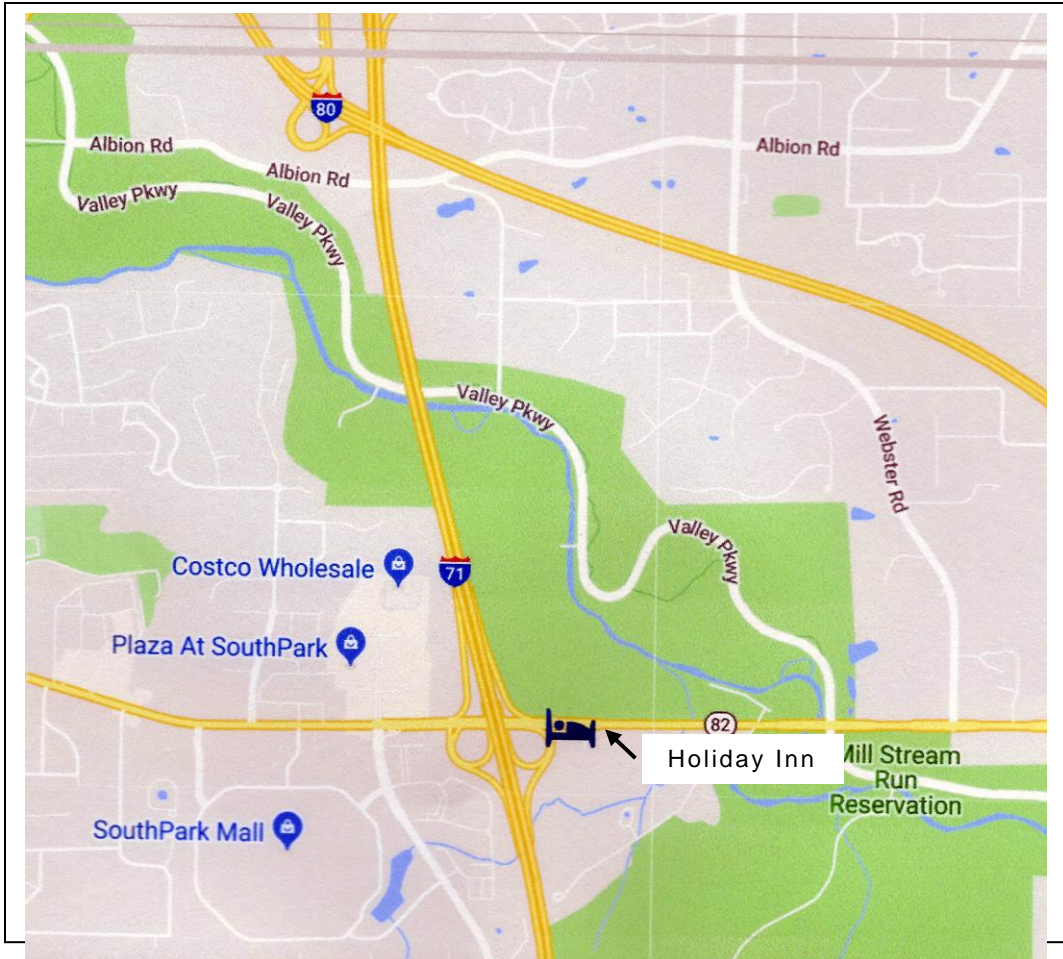 80
Albion Rd
Albion Rd
Albion Rd
Valley Pkwy
Valley Pkwy
Valley Pkwy
Webster Rd
Valley Pkwy
Costco Wholesale
71
Plaza At SouthPark
82
Holiday Inn
Mill Stream
Run
Reservation
SouthPark Mall